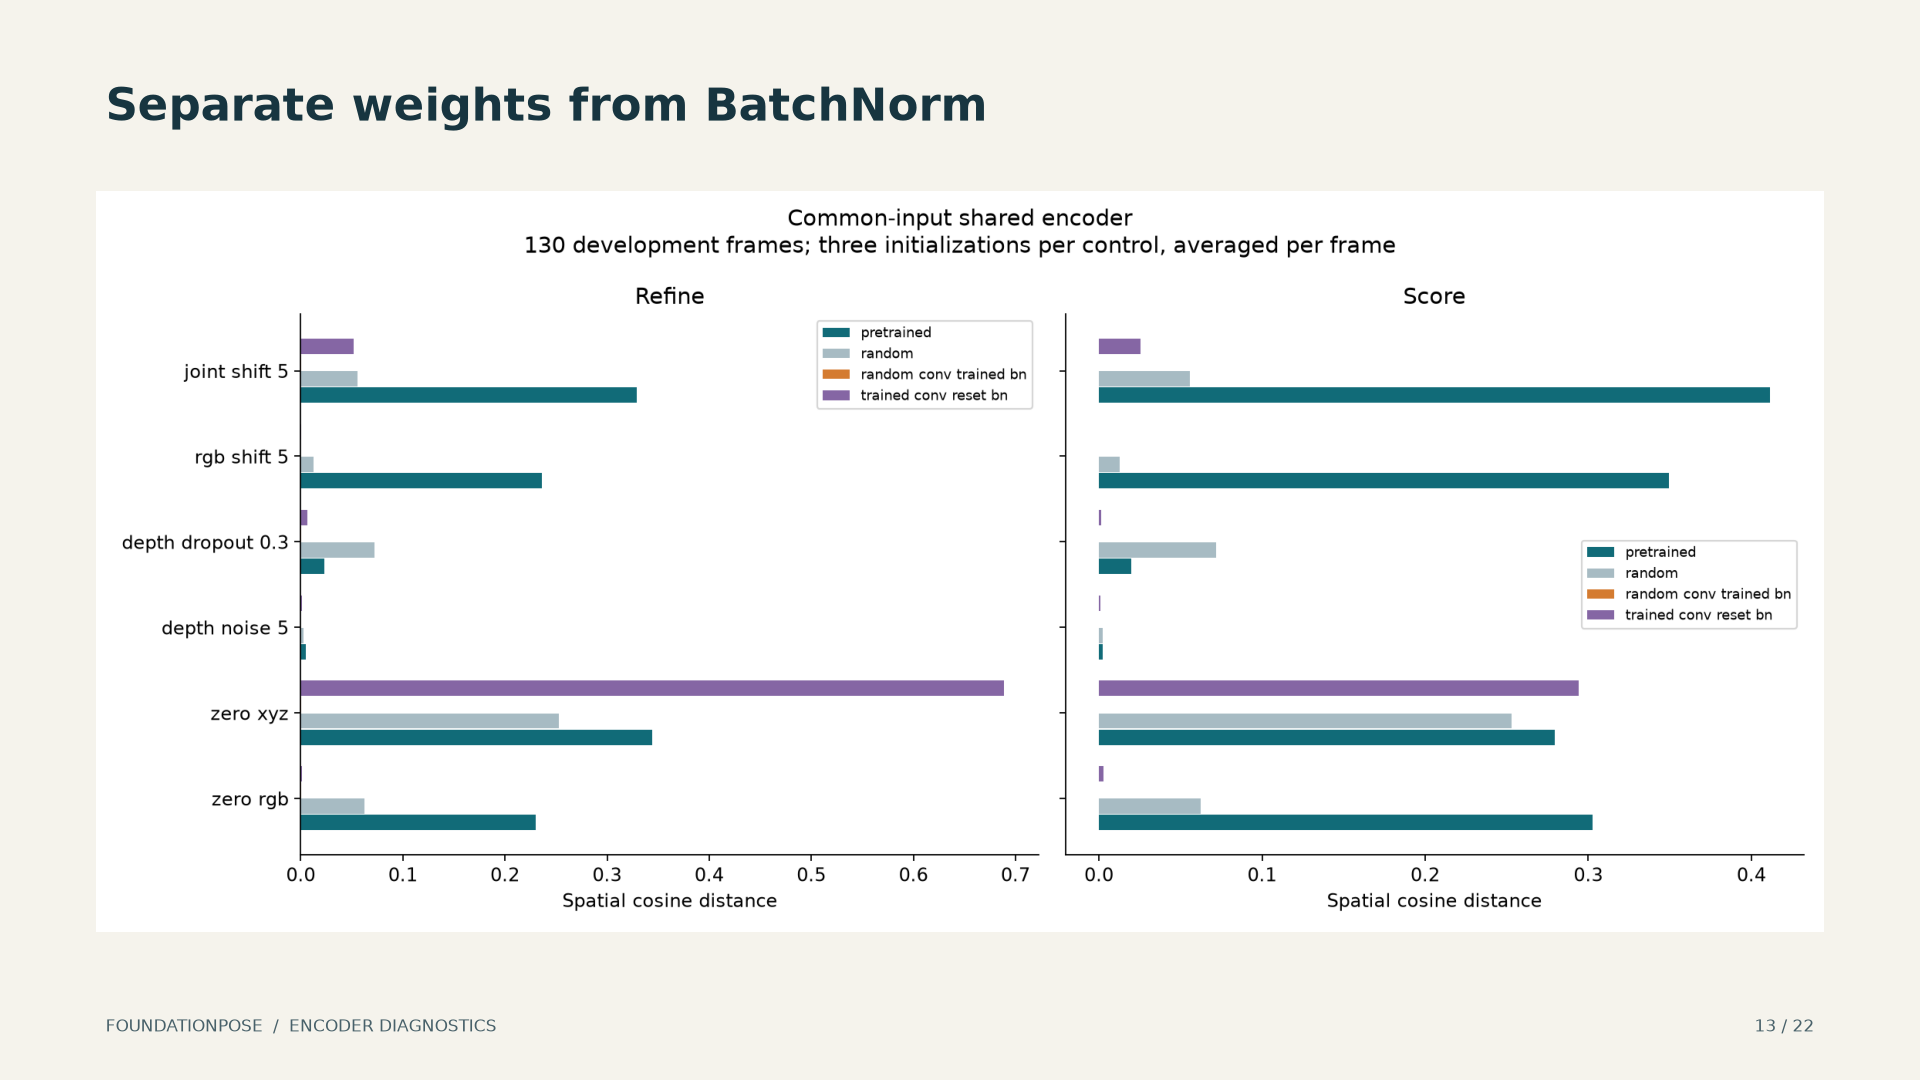 Separate weights from BatchNorm
Common-input shared encoder
130 development frames; three initializations per control, averaged per frame
Refine
joint shift 5
rgb shift 5
depth dropout 0.3
depth noise 5
zero xyz
zero rgb
pretrained
random
random conv trained bn
trained conv reset bn
0.0 0.1 0.2 0.3 0.4 0.5 0.6 0.7
Spatial cosine distance
Score
pretrained
random
random conv trained bn
trained conv reset bn
0.0 0.1 0.2 0.3 0.4
Spatial cosine distance
FOUNDATIONPOSE / ENCODER DIAGNOSTICS
13 / 22